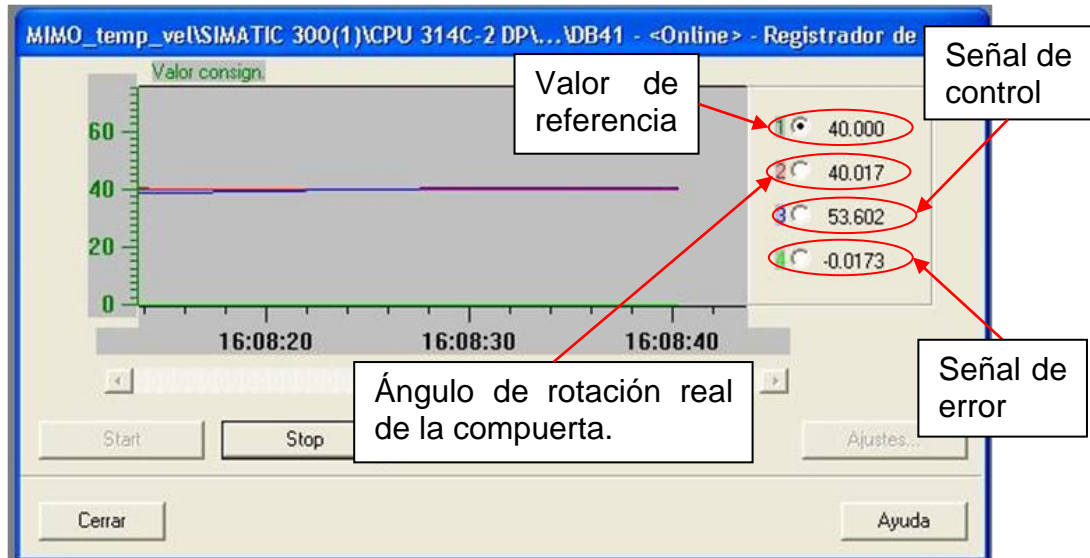 MIMO_temp_vel\SIMATIC 300(1)\CPU 314C-2 DP\...\DB41 - <Online> - Registrador de
Valor consign.
Valor de
referencia
Señal de
control
60
40
20
0
1 40.000
2 40.017
3 53.602
4 -0.0173
16:08:20 16:08:30 16:08:40
Ángulo de rotación real
de la compuerta.
Señal de
error
Start Stop Ajustes...
Cerrar Ayuda